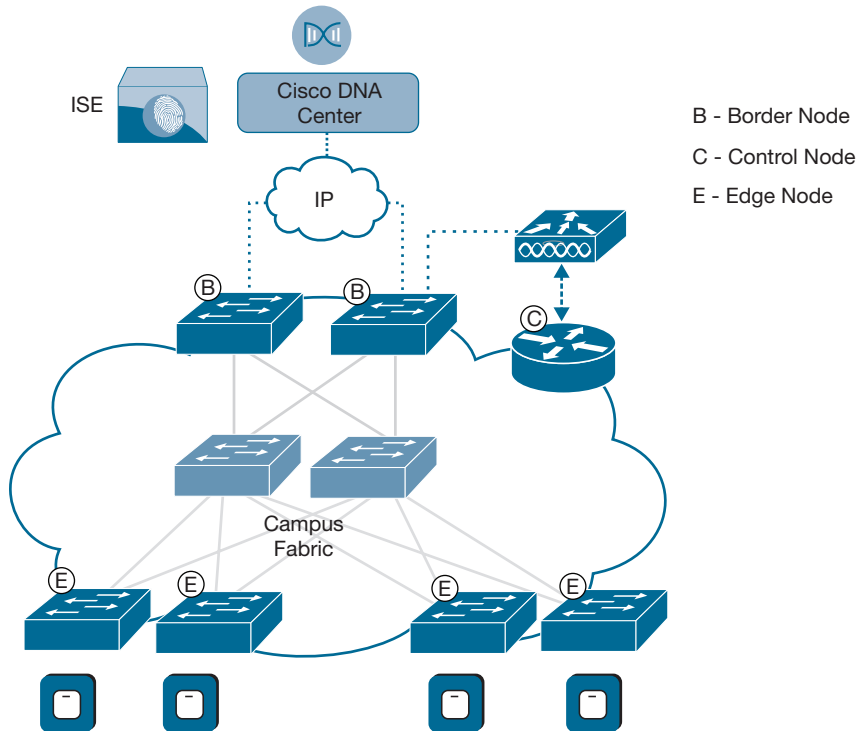 ISE
Cisco DNA
Center
IP
B - Border Node
C - Control Node
E - Edge Node
B
B
C
Campus
Fabric
E
E
E
E